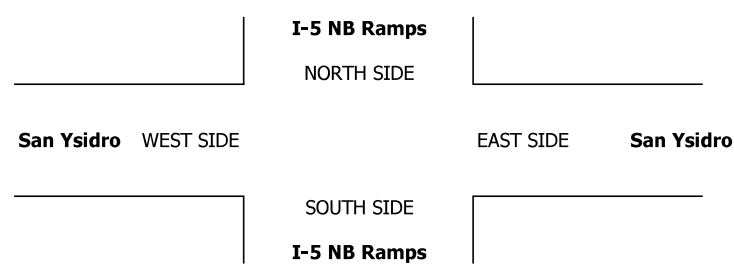 I-5 NB Ramps
NORTH SIDE
San Ysidro WEST SIDE EAST SIDE San Ysidro
SOUTH SIDE
I-5 NB Ramps